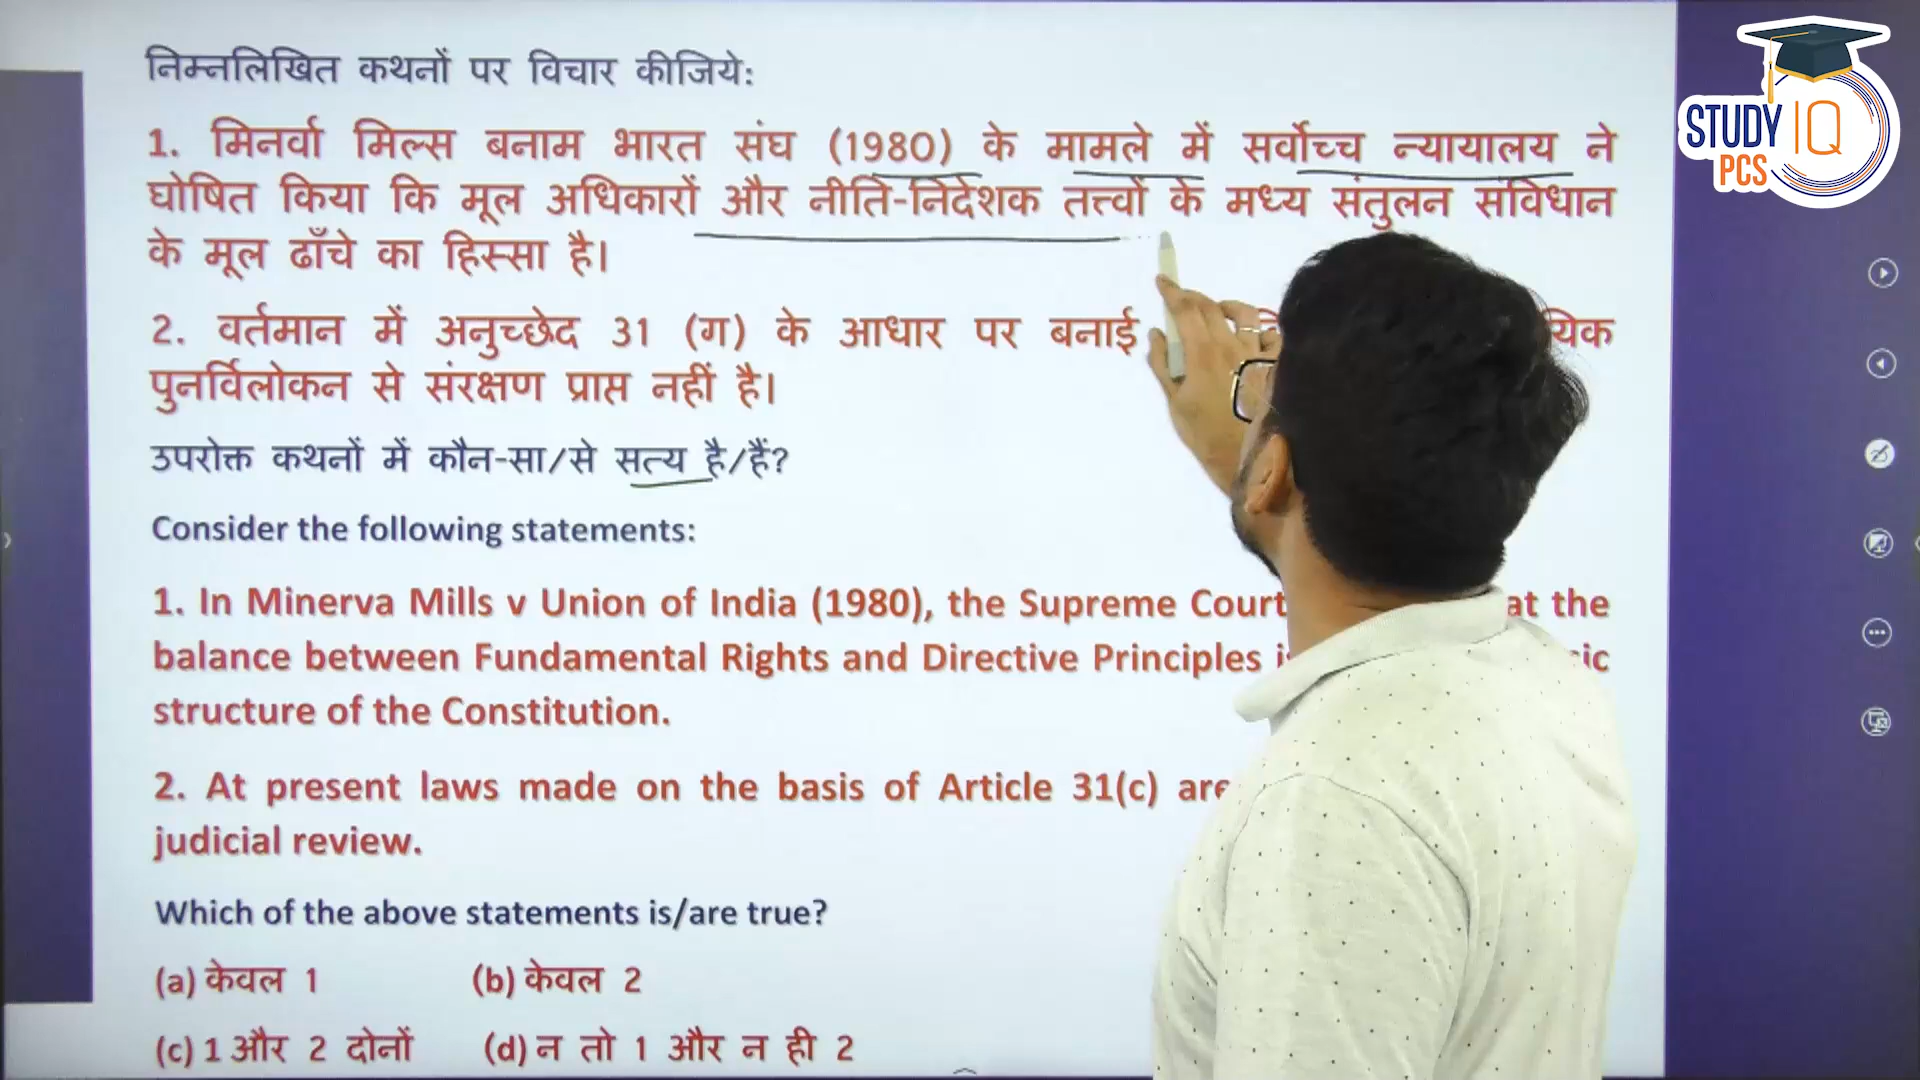 निम्नलिखित कथनों पर विचार कीजिये:
1. मिनर्वा मिल्स बनाम भारत संघ (1980) के मामले में सर्वोच्च न्यायालय ने
घोषित किया कि मूल अधिकारों और नीति-निदेशक तत्त्वों के मध्य संतुलन संविधान
के मूल ढाँचे का हिस्सा है।
2. वर्तमान में अनुच्छेद 31 (ग) के आधार पर बनाई
पुनर्विलोकन से संरक्षण प्राप्त नहीं है।
उपरोक्त कथनों में कौन-सा/से सत्य है/हैं?
Consider the following statements:
1. In Minerva Mills v Union of India (1980), the Supreme Court the
balance between Fundamental Rights and Directive Principles
structure of the Constitution.
2. At present laws made on the basis of Article 31(c)
judicial review.
Which of the above statements is/are true?
(a) केवल 1 (b) केवल 2
(c) 1 और 2 दोनों (d) न तो 1 और न ही 2
STUDY IQ
PCS